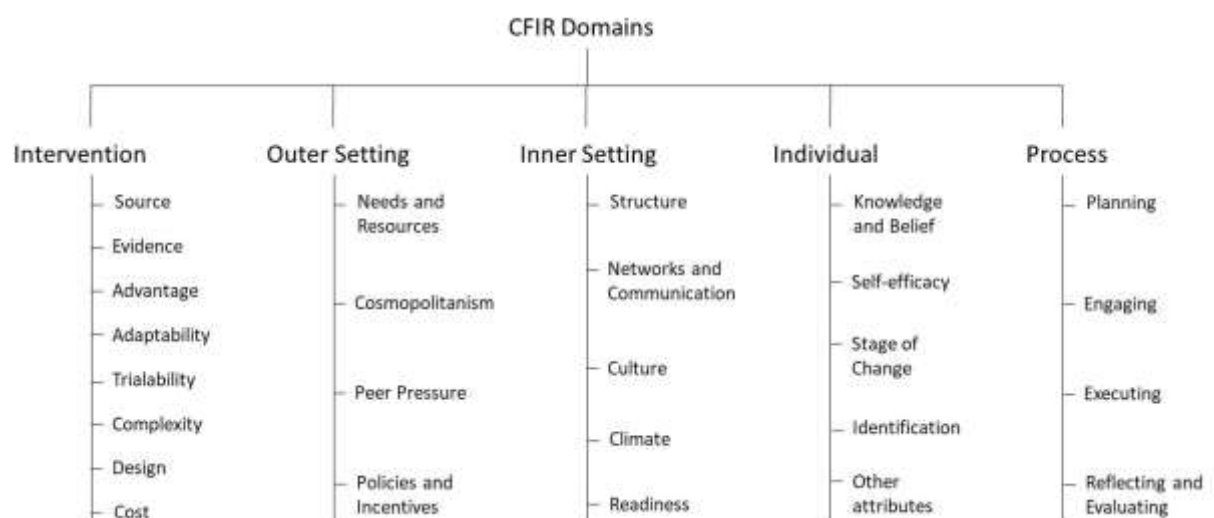 CFIR Domains
Intervention
Source
Evidence
Advantage
Adaptability
Trialability
Complexity
Design
Cost
Outer Setting
Needs and
Resources
Cosmopolitanism
Peer Pressure
Policies and
Incentives
Inner Setting
Structure
Networks and
Communication
Culture
Climate
Readiness
Individual
Knowledge
and Belief
Self-efficacy
Stage of
Change
Identification
Other
attributes
Process
Planning
Engaging
Executing
Reflecting and
Evaluating